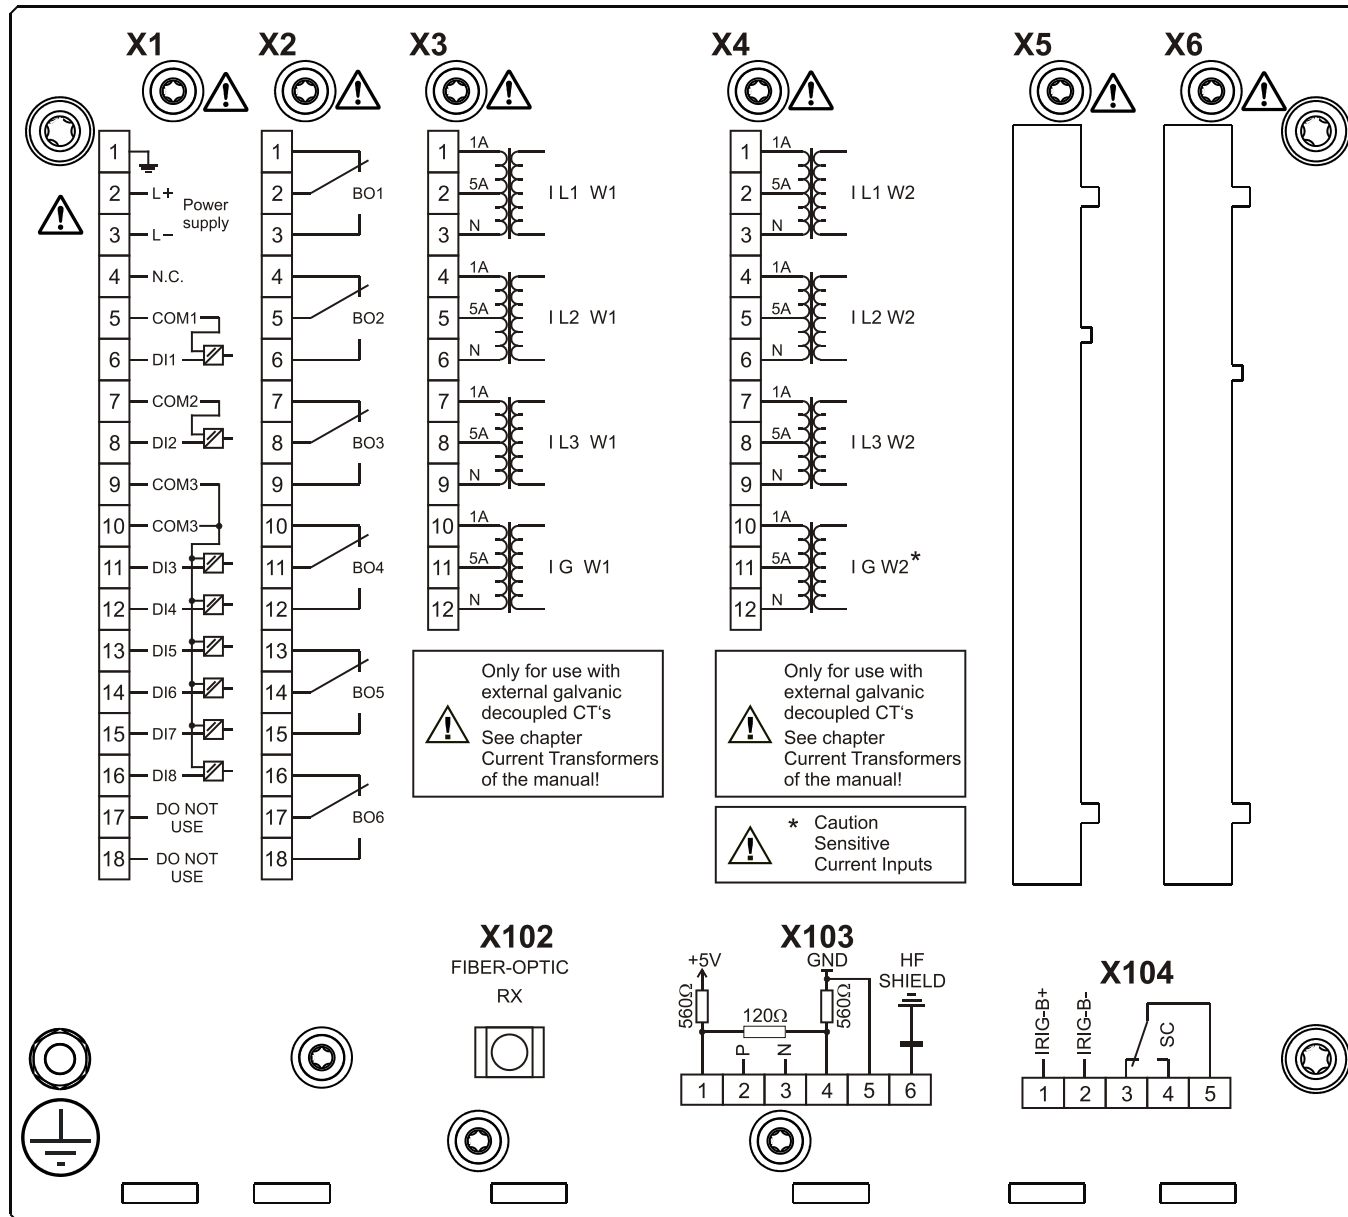 X1
X2
X3
X4
X5
X6
1
2 L+
3 L–
Power
supply
4 N.C.
5 COM1
6 DI1
7 COM2
8 DI2
9 COM3
10 COM3
11 DI3
12 DI4
13 DI5
14 DI6
15 DI7
16 DI8
17 DO NOT
USE
18 DO NOT
USE
1
2 BO1
3
4
5 BO2
6
7
8 BO3
9
10
11 BO4
12
13
14 BO5
15
16
17 BO6
18
1 1A
2 5A I L1 W1
3 N
4 1A
5 5A I L2 W1
6 N
7 1A
8 5A I L3 W1
9 N
10 1A
11 5A I G W1
12 N
Only for use with
external galvanic
decoupled CT‘s
See chapter
Current Transformers
of the manual!
1 1A
2 5A I L1 W2
3 N
4 1A
5 5A I L2 W2
6 N
7 1A
8 5A I L3 W2
9 N
10 1A
11 5A I G W2*
12 N
Only for use with
external galvanic
decoupled CT‘s
See chapter
Current Transformers
of the manual!
* Caution
Sensitive
Current Inputs
X102
FIBER-OPTIC
RX
X103
+5V
GND
HF
SHIELD
560Ω
120Ω
560Ω
P
N
1 2 3 4 5 6
X104
IRIG-B+
IRIG-B-
SC
1 2 3 4 5